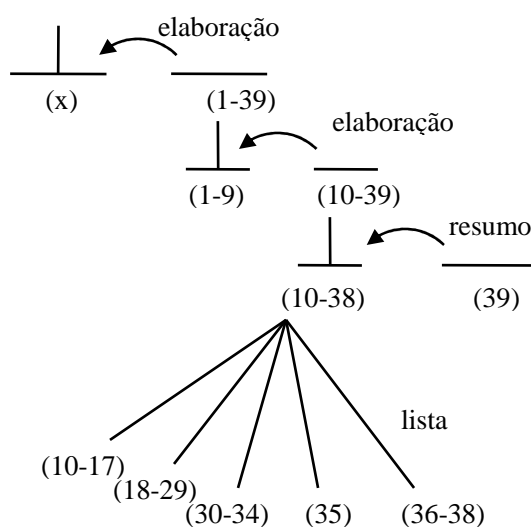 elaboração
(x) (1-39)
elaboração
(1-9) (10-39)
resumo
(10-38) (39)
lista
(10-17)
(18-29)
(30-34) (35) (36-38)